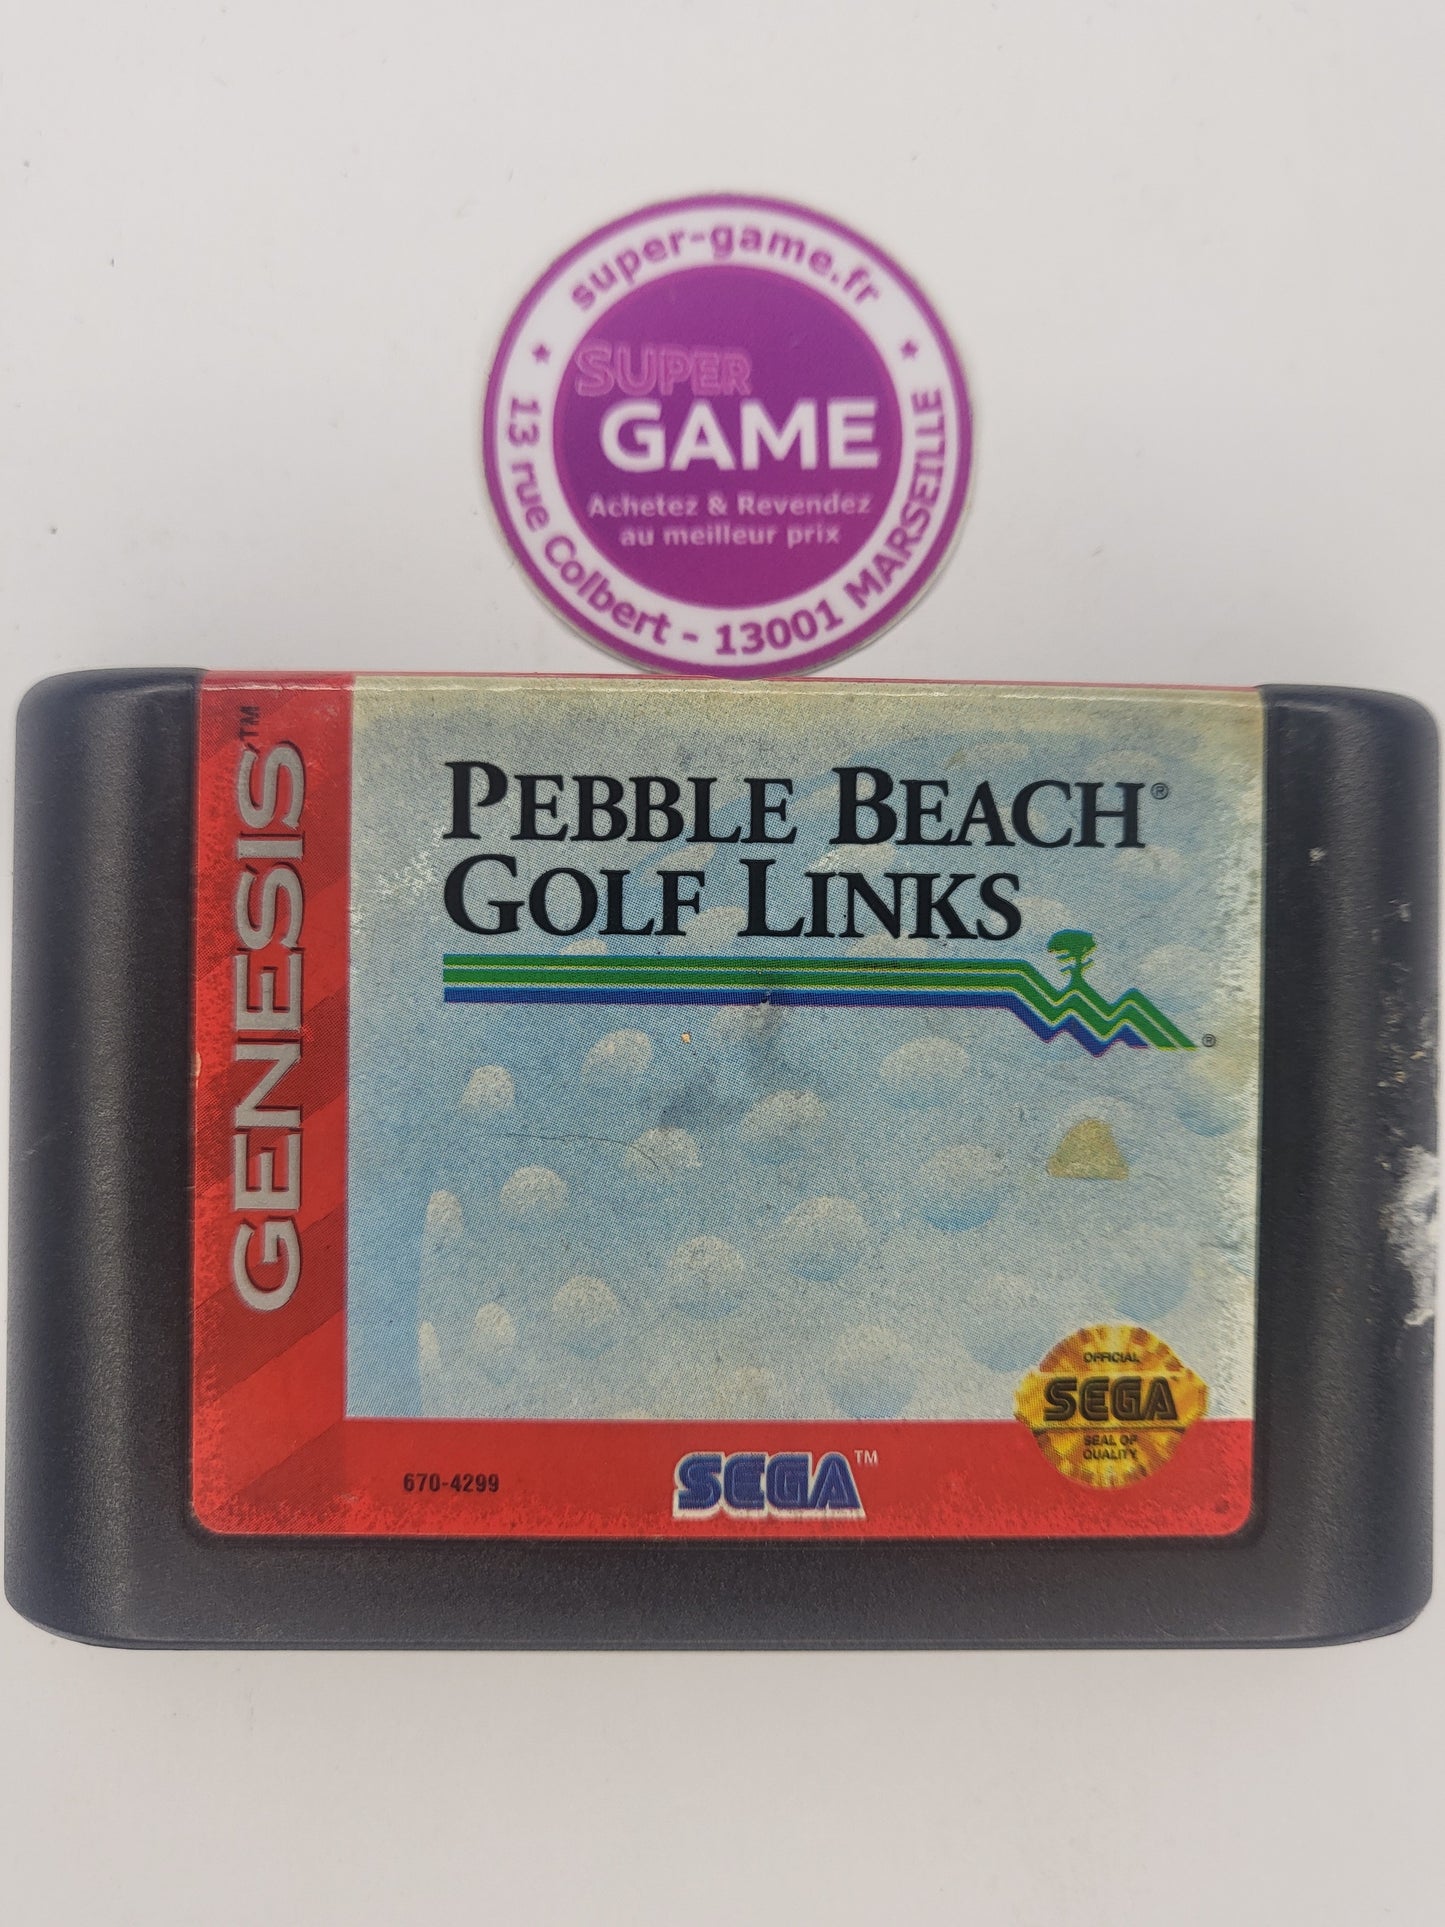 super-game.fr
SUPER
GAME
Achetez & Revendez
au meilleur prix
13 rue Colbert - 13001 MARSEILLE
GENESIS™
PEBBLE BEACH®
GOLF LINKS
®
OFFICIAL
SEGA™
SEAL OF
QUALITY
670-4299
SEGA™